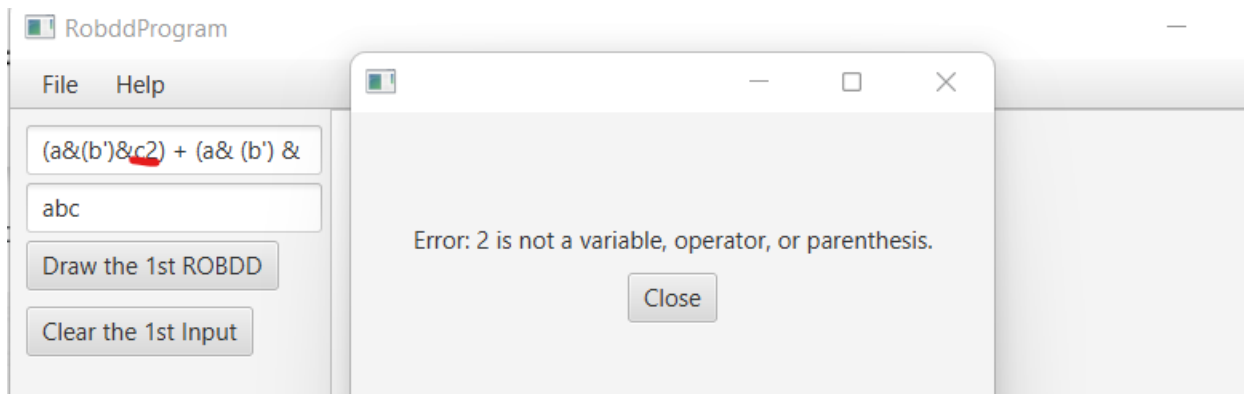 RobddProgram
File Help
(a&(b')&c2) + (a& (b') &
abc
Draw the 1st ROBDD
Clear the 1st Input
Error: 2 is not a variable, operator, or parenthesis.
Close